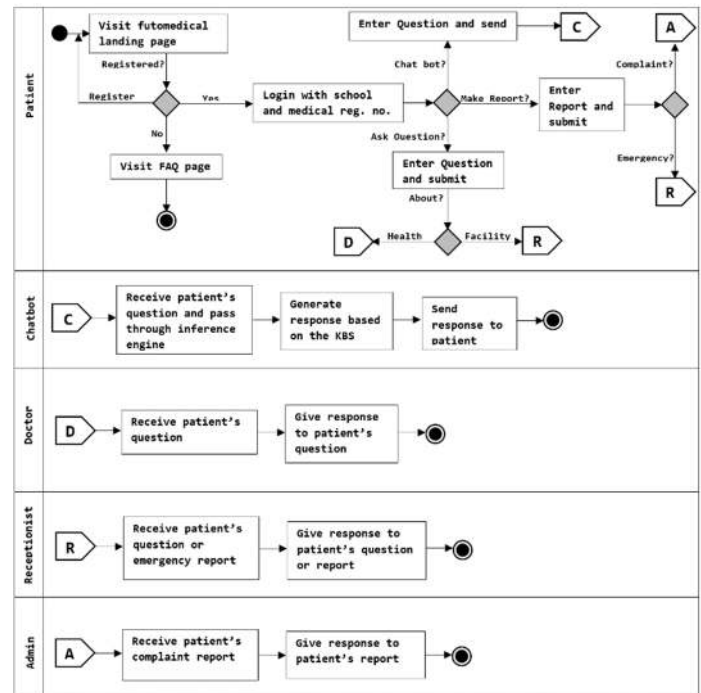 Patient
Visit futomedical
landing page
Registered?
Register
Yes
No
Visit FAQ page
Login with school
and medical reg. no.
Enter Question and send
C
Chat bot?
Make Report?
Ask Question?
Enter Question
and submit
About?
D
Health
Facility
R
Enter
Report and
submit
A
Complaint?
Emergency?
R
Chatbot
C
Receive patient's
question and pass
through inference
engine
Generate
response based
on the KBS
Send
response to
patient
Doctor
D
Receive patient's
question
Give response
to patient's
question
Receptionist
R
Receive patient's
question or
emergency report
Give response to
patient's question
or report
Admin
A
Receive patient's
complaint report
Give response to
patient's report